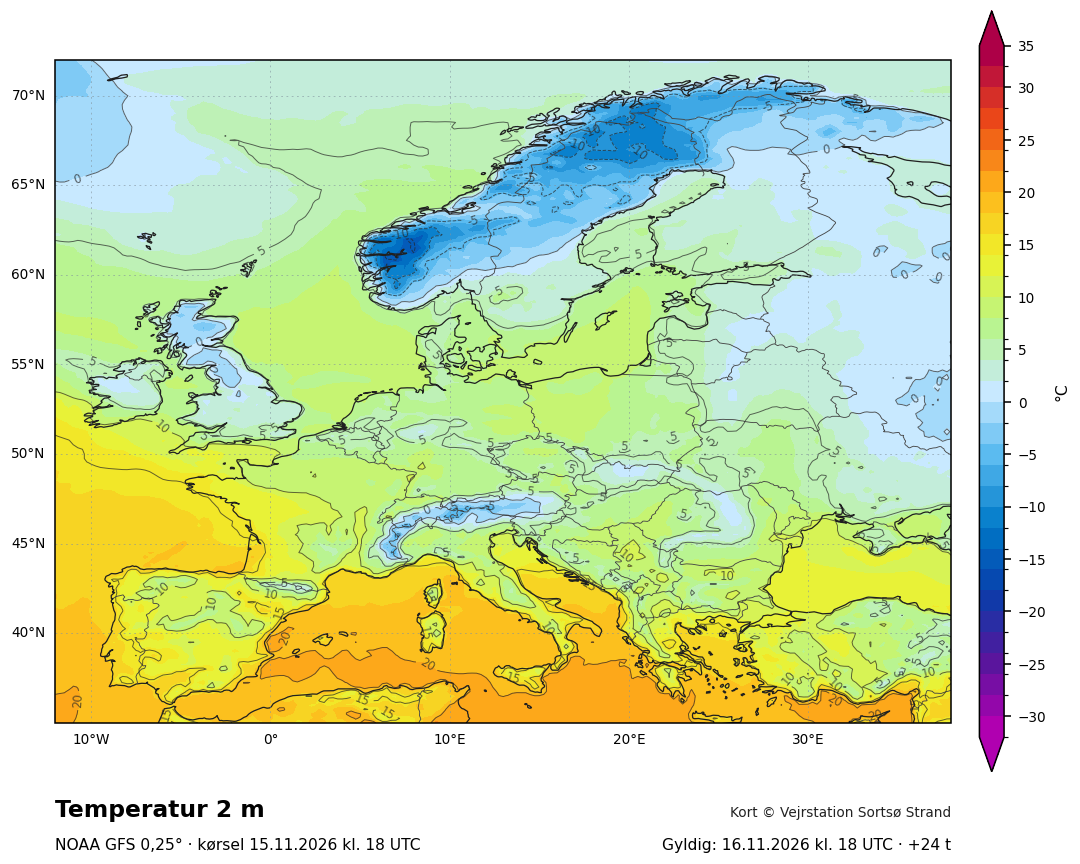 70°N
65°N
60°N
55°N
50°N
45°N
40°N
10°W
0°
10°E
20°E
30°E
35
30
25
20
15
10
5
0
−5
−10
−15
−20
−25
−30
°C
Temperatur 2 m
Kort © Vejrstation Sortsø Strand
NOAA GFS 0,25° · kørsel 15.11.2026 kl. 18 UTC
Gyldig: 16.11.2026 kl. 18 UTC · +24 t